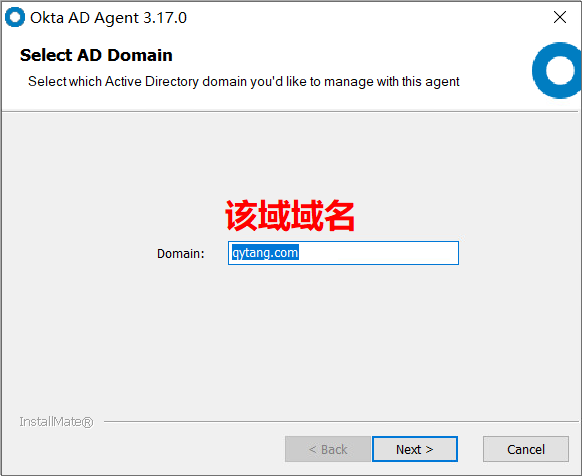 Okta AD Agent 3.17.0
Select AD Domain
Select which Active Directory domain you'd like to manage with this agent
该域域名
Domain: qytang.com
InstallMate®
< Back Next > Cancel